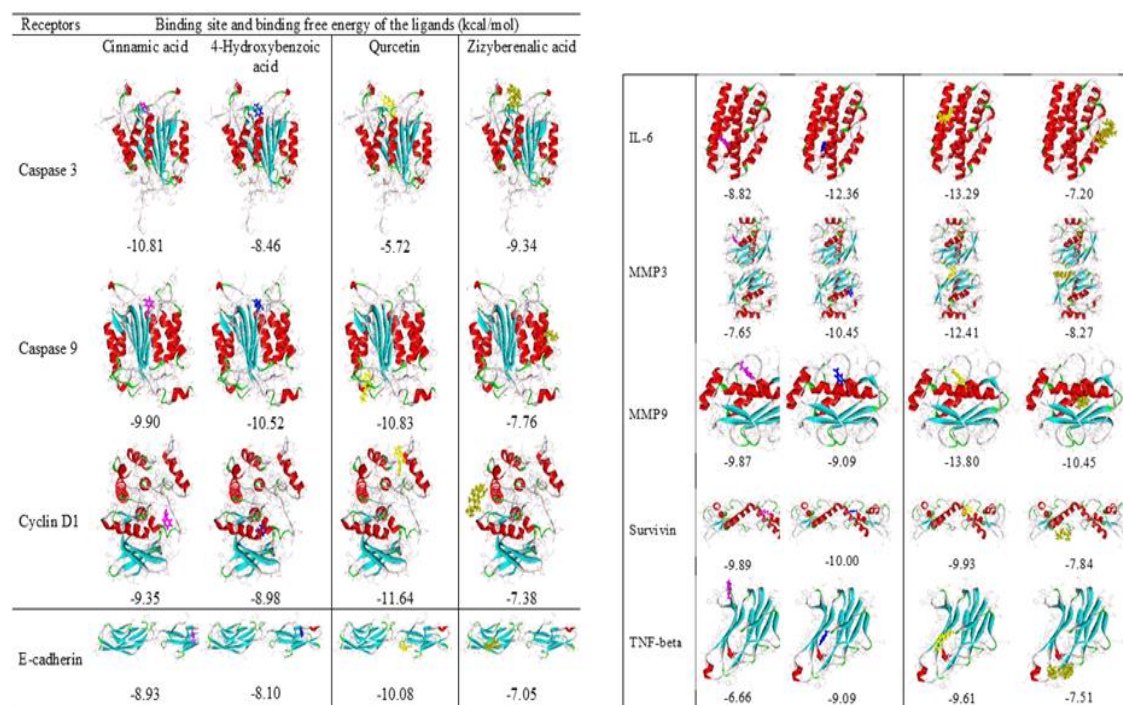 Receptors Binding site and binding free energy of the ligands (kcal/mol)
Cinnamic acid 4-Hydroxybenzoic acid Qurcetin Zizyberenalic acid
Caspase 3
-10.81 -8.46 -5.72 -9.34
Caspase 9
-9.90 -10.52 -10.83 -7.76
Cyclin D1
-9.35 -8.98 -11.64 -7.38
E-cadherin
-8.93 -8.10 -10.08 -7.05
IL-6
-8.82 -12.36 -13.29 -7.20
MMP3
-7.65 -10.45 -12.41 -8.27
MMP9
-9.87 -9.09 -13.80 -10.45
Survivin
-9.89 -10.00 -9.93 -7.84
TNF-beta
-6.66 -9.09 -9.61 -7.51